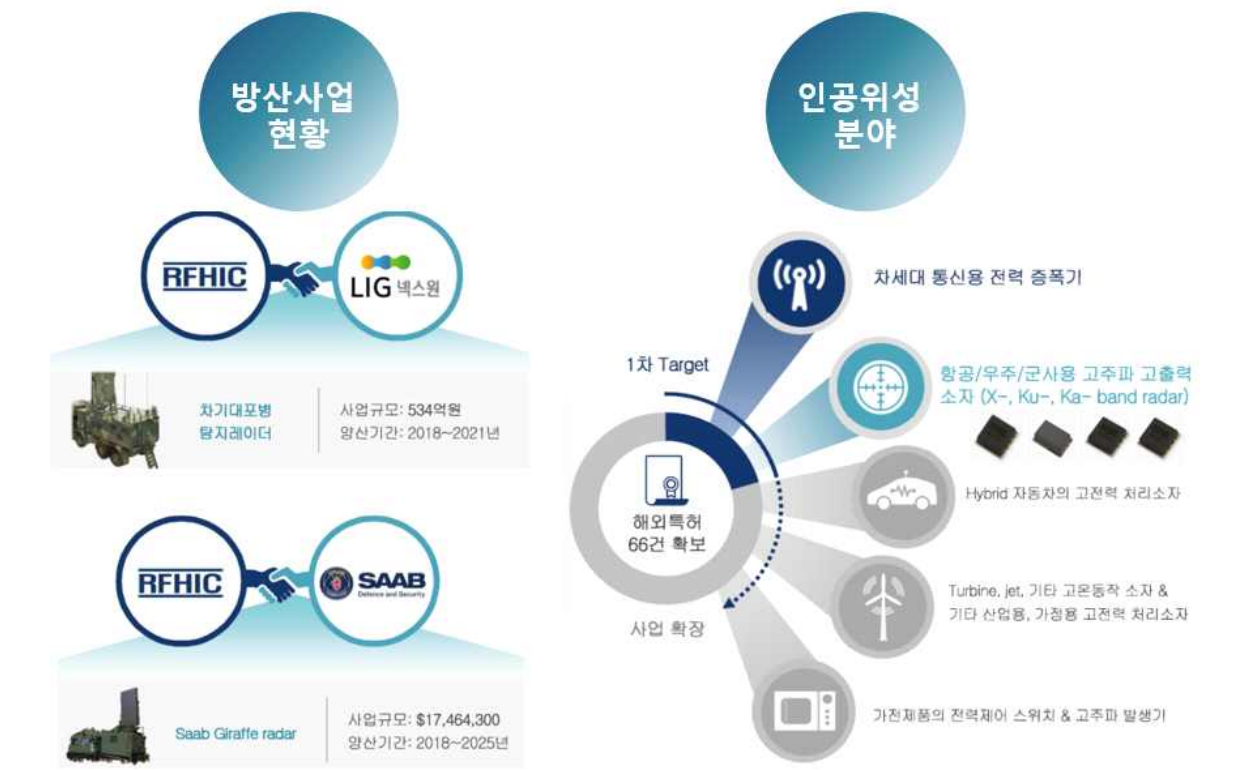 방산사업
현황
RFHIC
LIG 넥스원
차기대포병
탐지레이더
사업규모: 534억원
양산기간: 2018~2021년
RFHIC
SAAB
Defence and Security
Saab Giraffe radar
사업규모: $17,464,300
양산기간: 2018~2025년
인공위성
분야
차세대 통신용 전력 증폭기
1차 Target
항공/우주/군사용 고주파 고출력
소자 (X-, Ku-, Ka- band radar)
해외특허
66건 확보
Hybrid 자동차의 고전력 처리소자
Turbine, jet, 기타 고온동작 소자 &
기타 산업용, 가정용 고전력 처리소자
사업 확장
가전제품의 전력제어 스위치 & 고주파 발생기